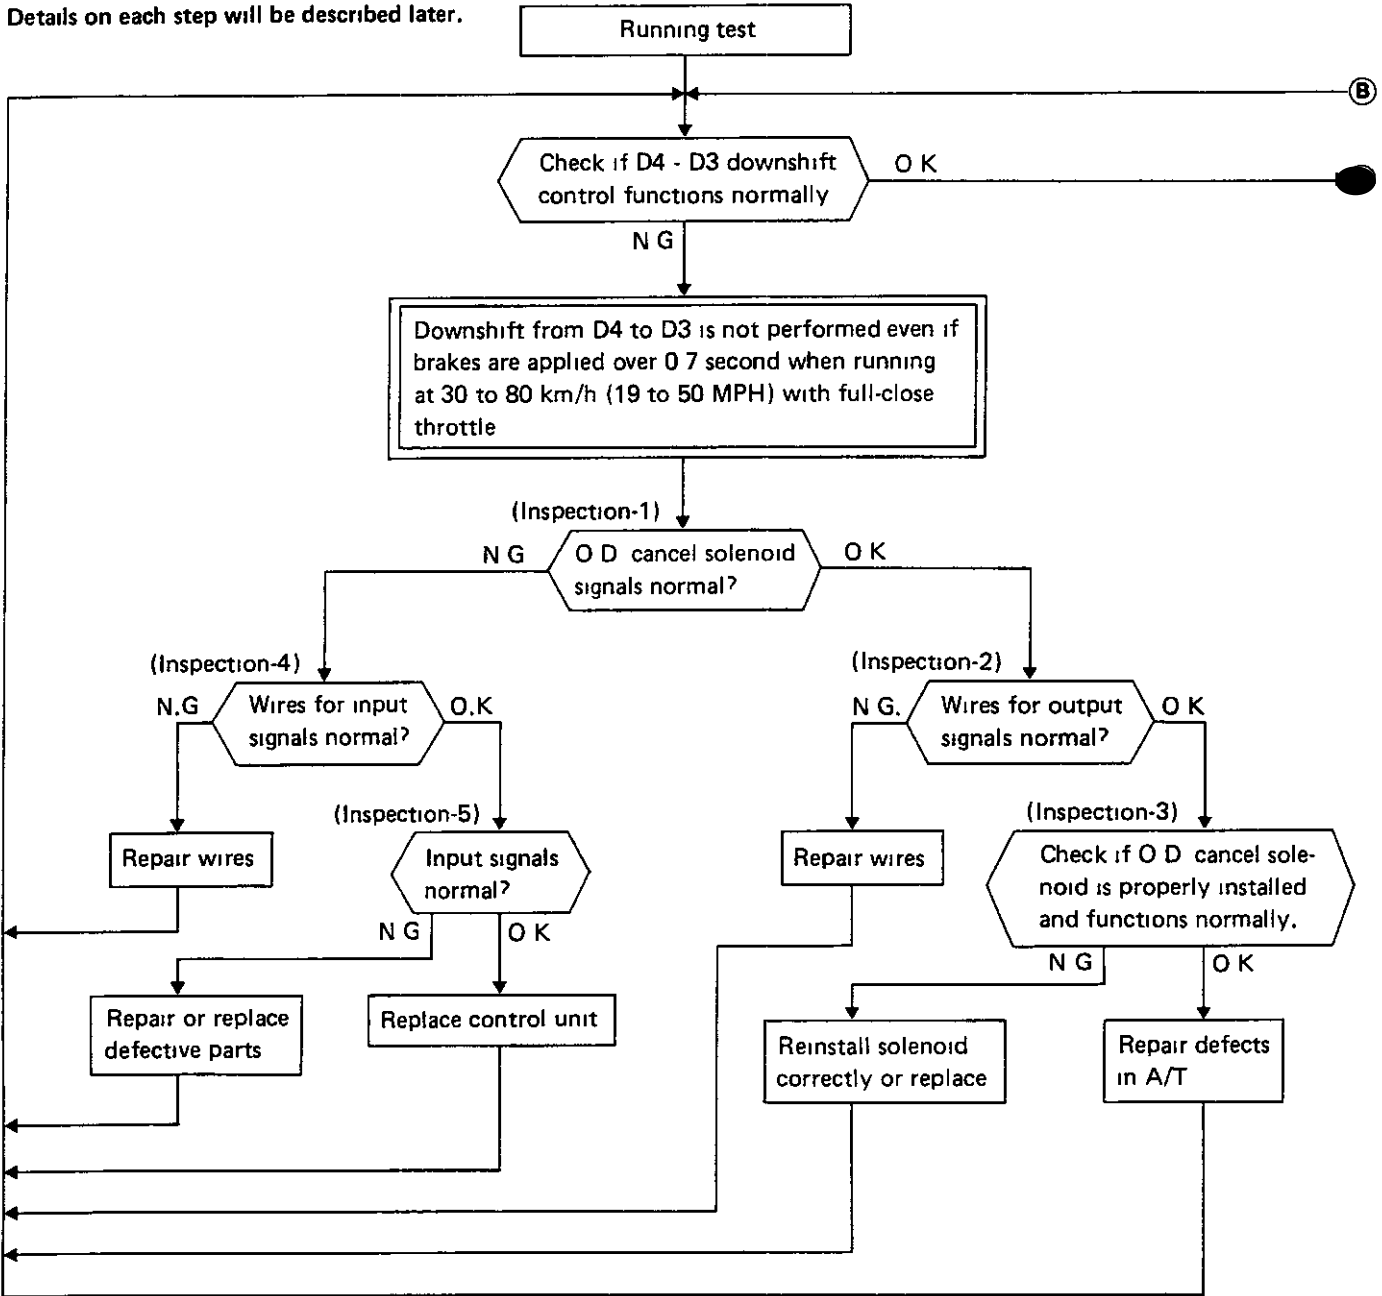 Details on each step will be described later.
Running test
B
Check if D4 - D3 downshift
control functions normally
O K
N G
Downshift from D4 to D3 is not performed even if
brakes are applied over 0 7 second when running
at 30 to 80 km/h (19 to 50 MPH) with full-close
throttle
(Inspection-1)
N G
O D cancel solenoid
signals normal?
O K
(Inspection-4)
N.G
Wires for input
signals normal?
O.K
(Inspection-2)
N G.
Wires for output
signals normal?
O K
Repair wires
(Inspection-5)
Input signals
normal?
N G
O K
Repair wires
(Inspection-3)
Check if O D cancel sole-
noid is properly installed
and functions normally.
N G
O K
Repair or replace
defective parts
Replace control unit
Reinstall solenoid
correctly or replace
Repair defects
in A/T